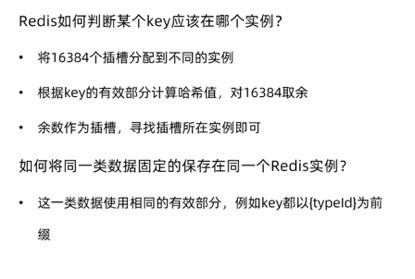 Redis如何判断某个key应该在哪个实例？
• 将16384个插槽分配到不同的实例
• 根据key的有效部分计算哈希值，对16384取余
• 余数作为插槽，寻找插槽所在实例即可
如何将同一类数据固定的保存在同一个Redis实例？
• 这一类数据使用相同的有效部分，例如key都以{typeId}为前
缀